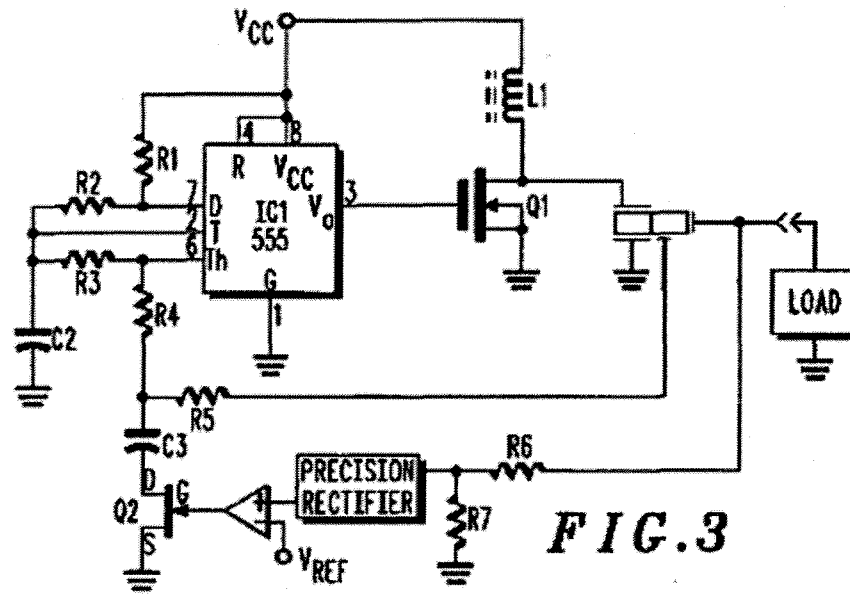 VCC
L1
R1
4
8
R
VCC
R2
7
D
IC1
Vo
3
Q1
2
T
555
6
Th
R3
G
1
LOAD
R4
C2
R5
C3
R6
PRECISION
RECTIFIER
D
G
Q2
+
−
R7
S
VREF
FIG.3